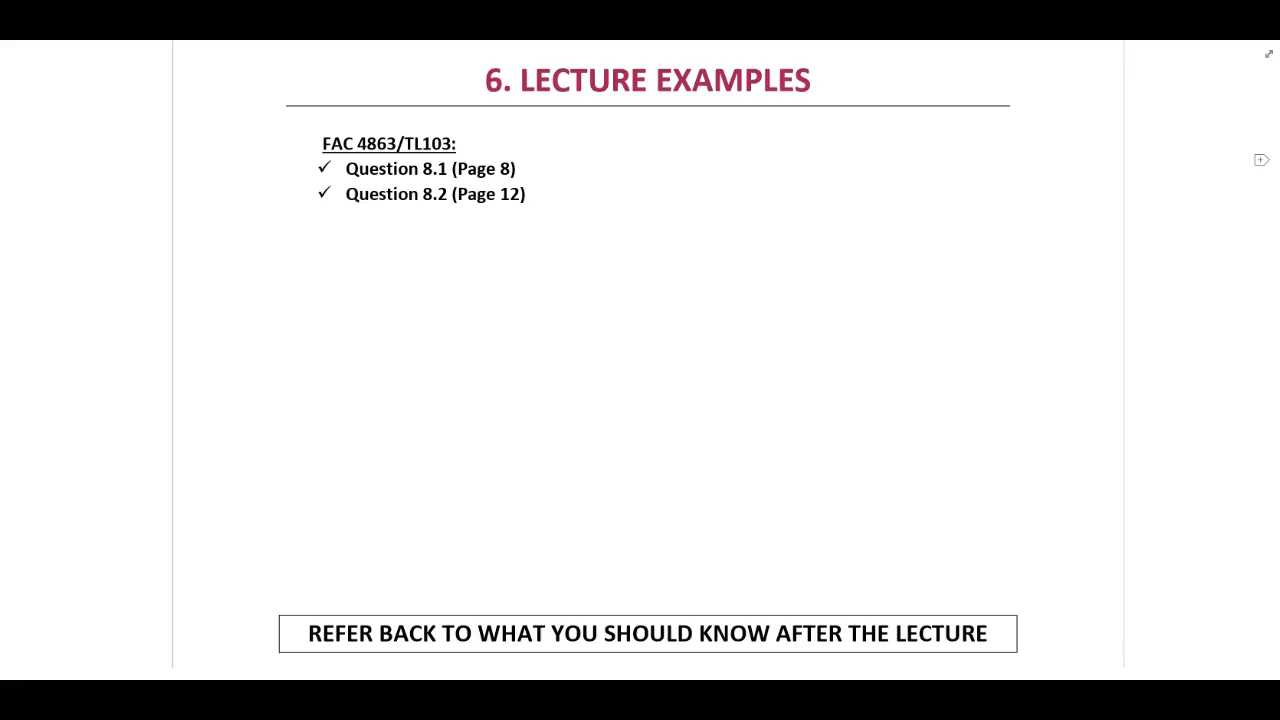 6. LECTURE EXAMPLES
FAC 4863/TL103:
✓ Question 8.1 (Page 8)
✓ Question 8.2 (Page 12)
REFER BACK TO WHAT YOU SHOULD KNOW AFTER THE LECTURE